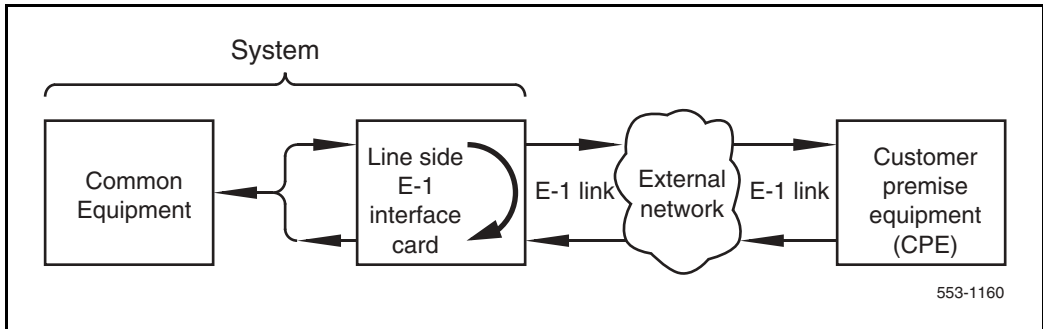 System
Common
Equipment
Line side
E-1
interface
card
E-1 link
External
network
E-1 link
Customer
premise
equipment
(CPE)
553-1160